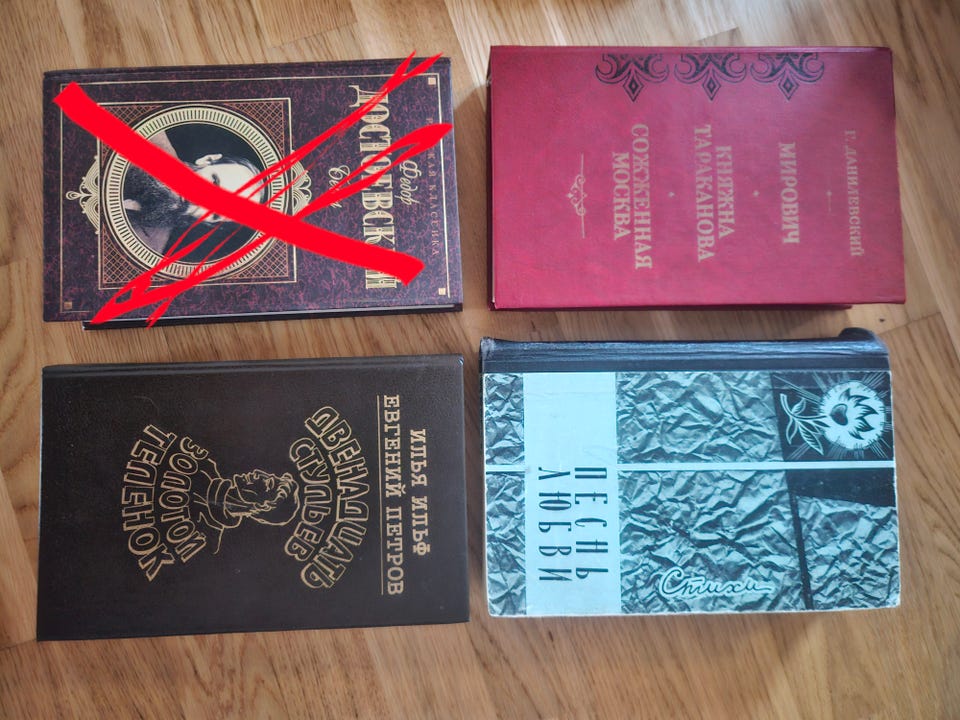 КЛАССИКА
ДОСТОЕВСКИЙ
Федор
Г. ДАНИЛЕВСКИЙ
МИРОВИЧ
КНЯЖНА
ТАРАКАНОВА
СОЖЖЕННАЯ
МОСКВА
ИЛЬЯ ИЛЬФ
ЕВГЕНИЙ ПЕТРОВ
ДВЕНАДЦАТЬ
СТУЛЬЕВ
ЗОЛОТОЙ
ТЕЛЕНОК
ПЕСНЬ
ЛЮБВИ
Стихи